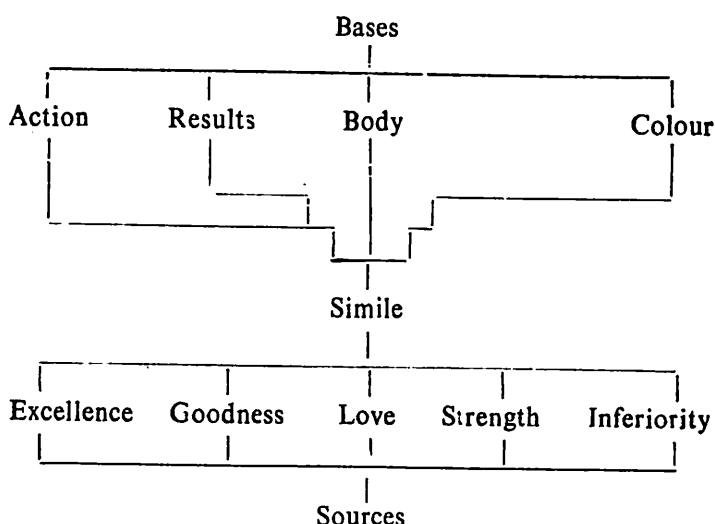 Bases
Action Results Body Colour
Simile
Excellence Goodness Love Strength Inferiority
Sources